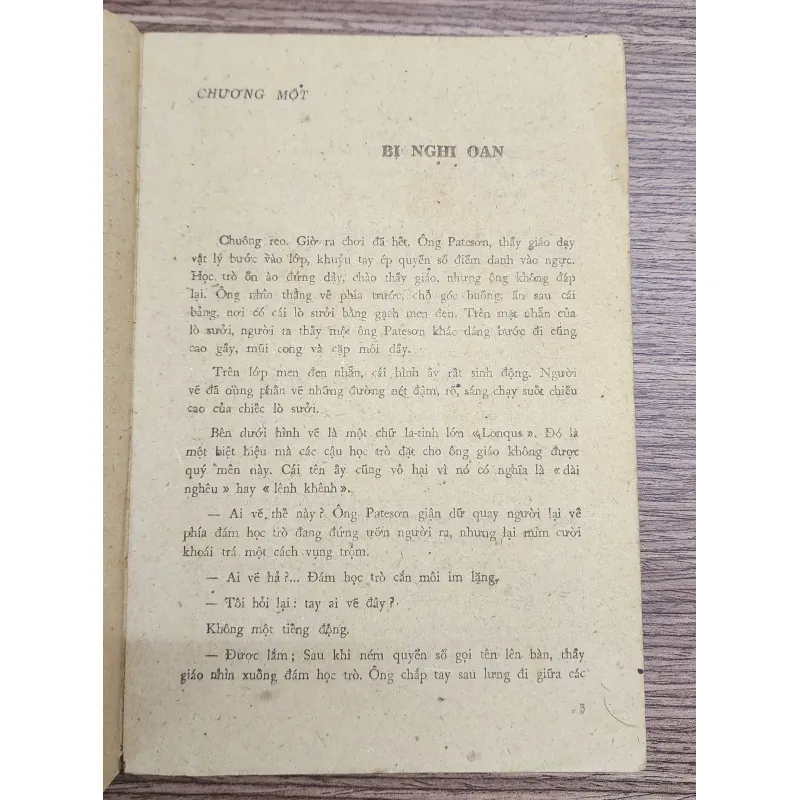 CHƯƠNG MỘT
BỊ NGHI OAN
Chuông reo. Giờ ra chơi đã hết. Ông Patesơn, thầy giáo dạy
vật lý bước vào lớp, khuỷu tay ép quyển sổ điểm danh vào ngực.
Học trò ồn ào đứng dậy, chào thầy giáo, nhưng ông không đáp
lại. Ông nhìn thẳng về phía trước, chỗ góc buồng, ẩn sau cái
bảng, nơi có cái lò sưởi bằng gạch men đen. Trên mặt nhẵn của
lò sưởi, người ta thấy một ông Patesơn khác dáng bước đi cũng
cao gầy, mũi cong và cặp môi dầy.
Trên lớp men đen nhẵn, cái hình ấy rất sinh động. Người
vẽ đã dùng phấn vẽ những đường nét đậm, rõ, sáng chạy suốt chiều
cao của chiếc lò sưởi.
Bên dưới hình vẽ là một chữ la-tinh lớn « Lonqus ». Đó là
một biệt hiệu mà các cậu học trò đặt cho ông giáo không được
quý mến này. Cái tên ấy cũng vô hại vì nó có nghĩa là « dài
nghêu » hay « lênh khênh ».
— Ai vẽ thế này? Ông Patesơn giận dữ quay người lại về
phía đám học trò đang đứng ưỡn người ra, nhưng lại mỉm cười
khoái trá một cách vụng trộm.
— Ai vẽ hả?... Đám học trò cắn môi im lặng.
— Tôi hỏi lại: tay ai vẽ đây?
Không một tiếng động.
— Được lắm; Sau khi ném quyển sổ gọi tên lên bàn, thầy
giáo nhìn xuống đám học trò. Ông chắp tay sau lưng đi giữa các
3